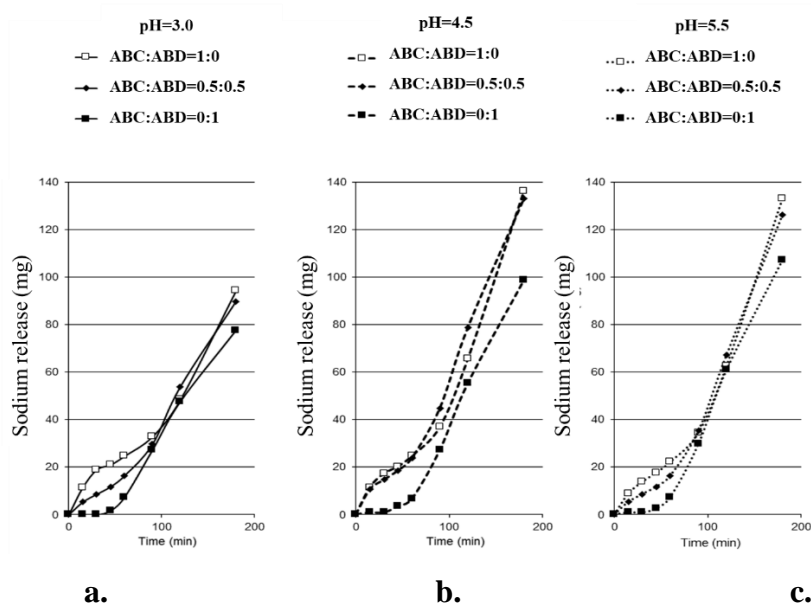 pH=3.0
ABC:ABD=1:0
ABC:ABD=0.5:0.5
ABC:ABD=0:1
Sodium release (mg)
140
120
100
80
60
40
20
0
0
100
200
Time (min)
a.
pH=4.5
ABC:ABD=1:0
ABC:ABD=0.5:0.5
ABC:ABD=0:1
Sodium release (mg)
140
120
100
80
60
40
20
0
0
100
200
Time (min)
b.
pH=5.5
ABC:ABD=1:0
ABC:ABD=0.5:0.5
ABC:ABD=0:1
Sodium release (mg)
140
120
100
80
60
40
20
0
0
100
200
Time (min)
c.